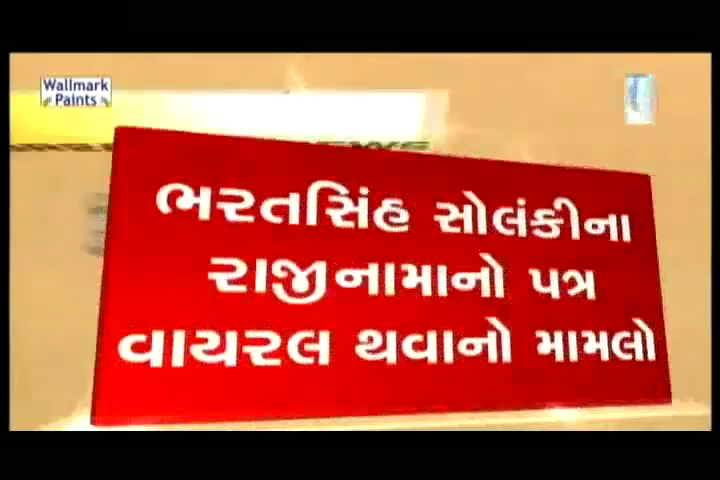 Wallmark
Paints
ભરતસિંહ સોલંકીના
રાજીનામાનો પત્ર
વાયરલ થવાનો મામલો